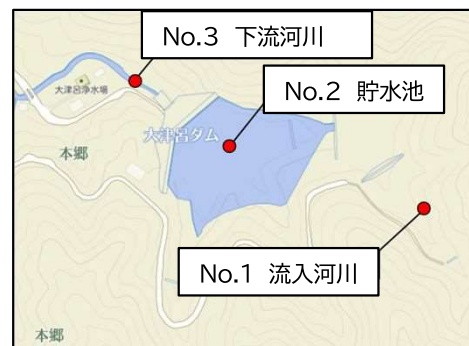 No.3 下流河川
No.2 貯水池
大津呂浄水場
大津呂ダム
本郷
No.1 流入河川
本郷